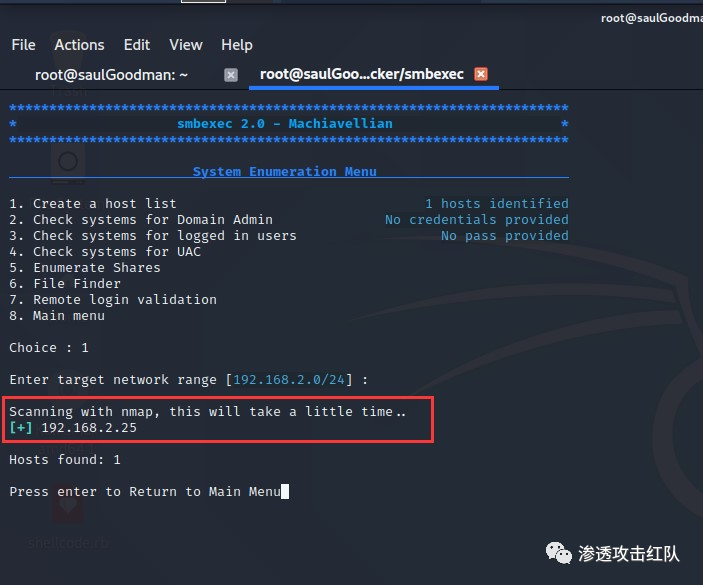 root@saulGoodma
File Actions Edit View Help
root@saulGoodman: ~ root@saulGoo...cker/smbexec
************************************************************************
* smbexec 2.0 - Machiavellian *
************************************************************************
System Enumeration Menu
1. Create a host list 1 hosts identified
2. Check systems for Domain Admin No credentials provided
3. Check systems for logged in users No pass provided
4. Check systems for UAC
5. Enumerate Shares
6. File Finder
7. Remote login validation
8. Main menu
Choice : 1
Enter target network range [192.168.2.0/24] :
Scanning with nmap, this will take a little time..
[+] 192.168.2.25
Hosts found: 1
Press enter to Return to Main Menu
渗透攻击红队